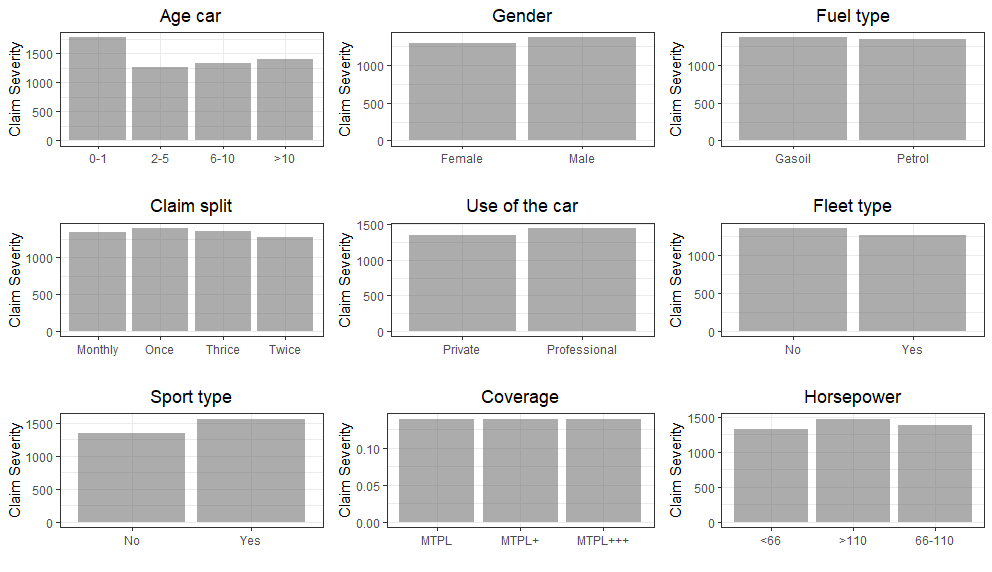 Age car
Claim Severity
1500
1000
500
0
0-1 2-5 6-10 >10
Gender
Claim Severity
1000
500
0
Female Male
Fuel type
Claim Severity
1000
500
0
Gasoil Petrol
Claim split
Claim Severity
1000
500
0
Monthly Once Thrice Twice
Use of the car
Claim Severity
1500
1000
500
0
Private Professional
Fleet type
Claim Severity
1000
500
0
No Yes
Sport type
Claim Severity
1500
1000
500
0
No Yes
Coverage
Claim Severity
0.10
0.05
0.00
MTPL MTPL+ MTPL+++
Horsepower
Claim Severity
1500
1000
500
0
<66 >110 66-110